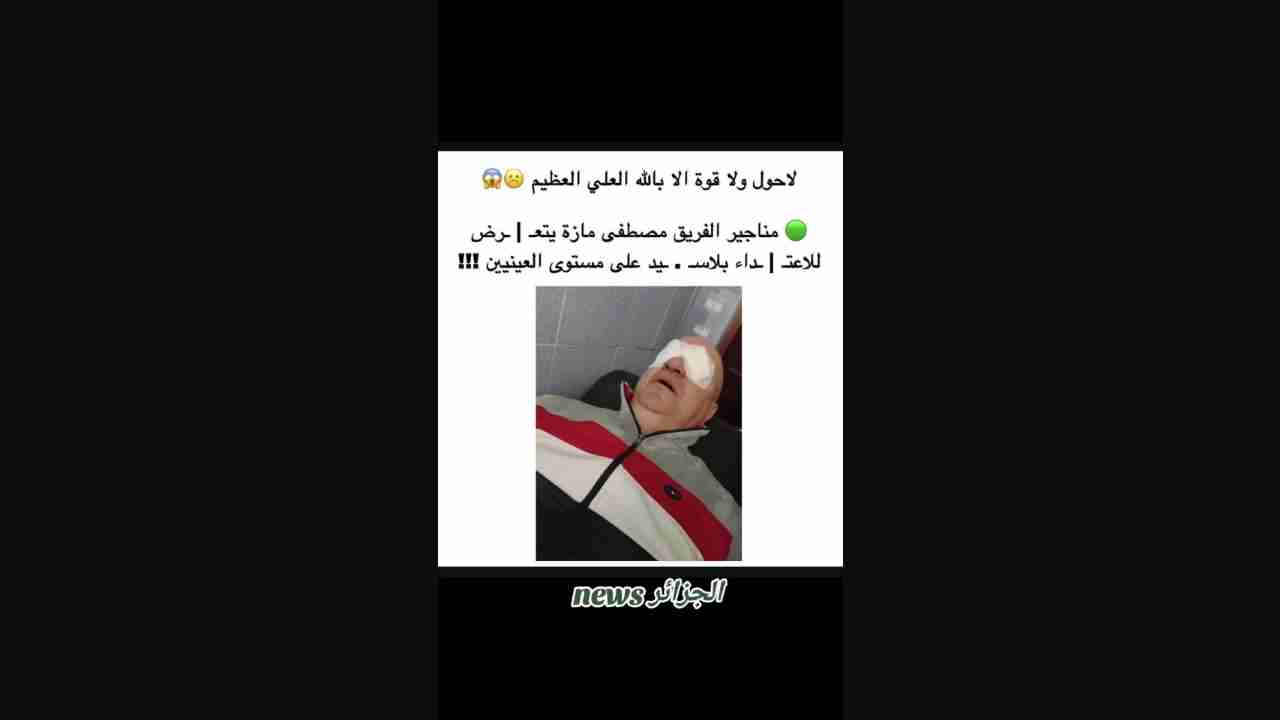 لاحول ولا قوة الا بالله العلي العظيم ☹️😱
🟢 مناجير الفريق مصطفى مازة يتعـ | ـرض
للاعتـ | ـداء بلاسـ . ـيد على مستوى العينيين !!!
الجزائر news